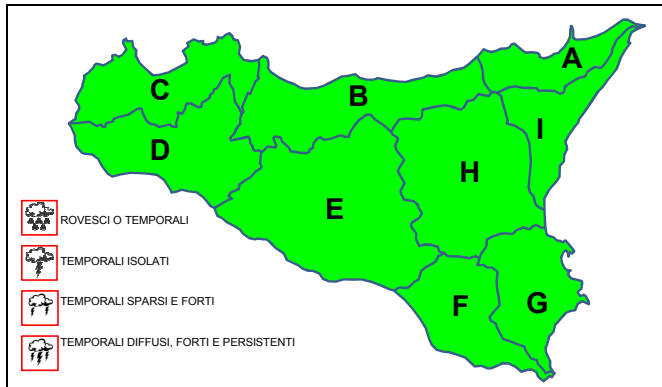 A
B
C
I
D
H
E
ROVESCI O TEMPORALI
TEMPORALI ISOLATI
TEMPORALI SPARSI E FORTI
F
G
TEMPORALI DIFFUSI, FORTI E PERSISTENTI